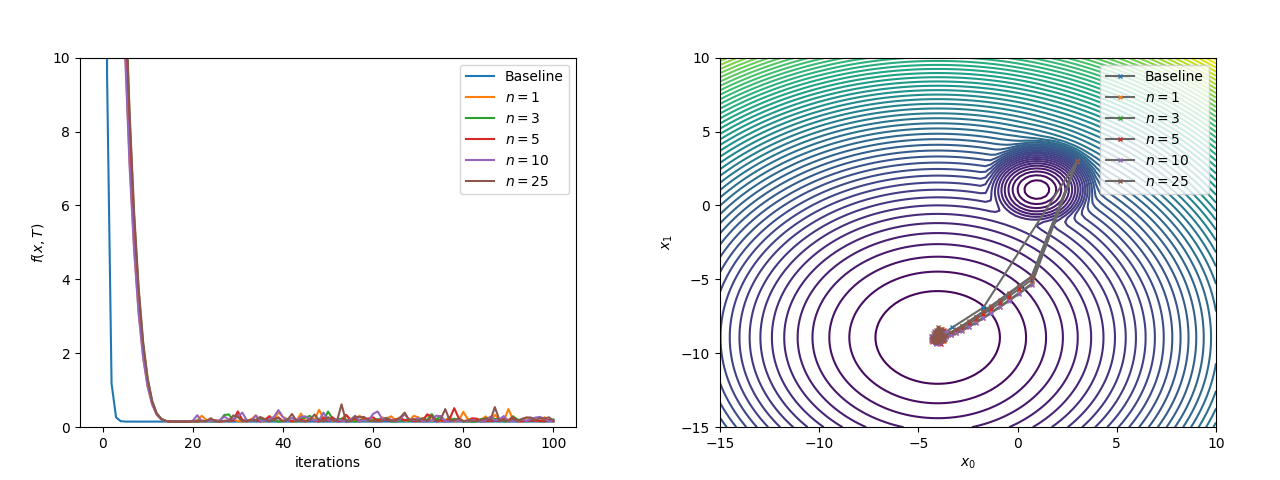 10
8
6
4
2
0
f(x, T)
0
20
40
60
80
100
iterations
Baseline
n = 1
n = 3
n = 5
n = 10
n = 25
10
5
0
−5
−10
−15
x₁
−15
−10
−5
0
5
10
x₀
Baseline
n = 1
n = 3
n = 5
n = 10
n = 25